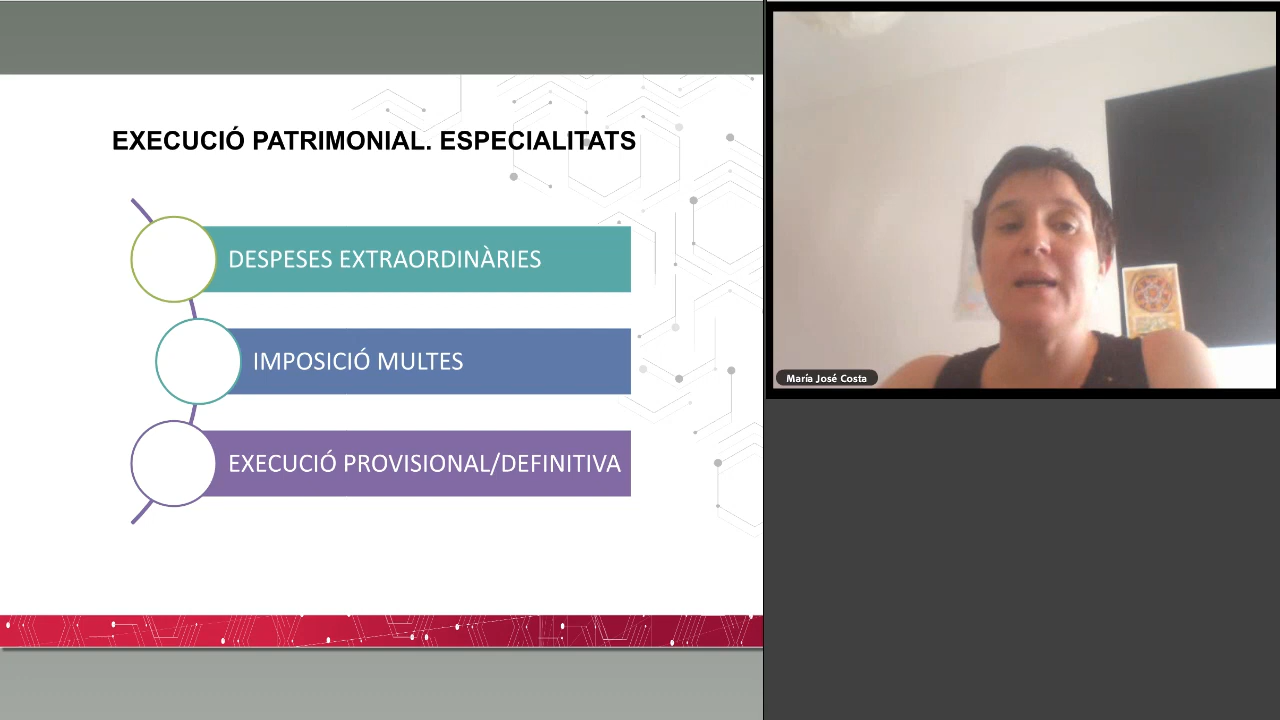 EXECUCIÓ PATRIMONIAL. ESPECIALITATS
DESPESES EXTRAORDINÀRIES
IMPOSICIÓ MULTES
EXECUCIÓ PROVISIONAL/DEFINITIVA
María José Costa